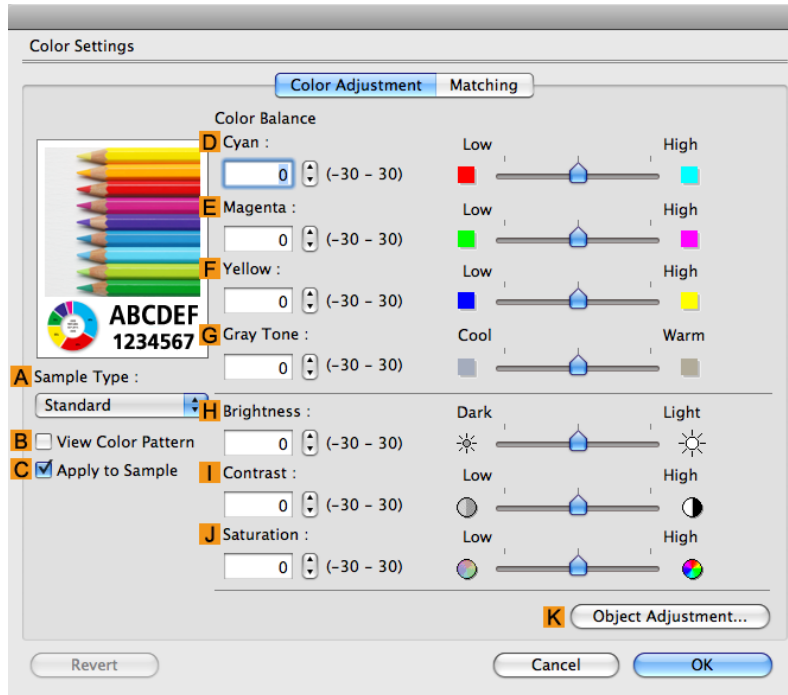 Color Settings
Color Adjustment Matching
Color Balance
D Cyan : Low High
0 (-30 - 30)
E Magenta : Low High
0 (-30 - 30)
F Yellow : Low High
0 (-30 - 30)
ABCDEF
1234567
G Gray Tone : Cool Warm
0 (-30 - 30)
A Sample Type :
Standard
H Brightness : Dark Light
0 (-30 - 30)
B View Color Pattern
C Apply to Sample
I Contrast : Low High
0 (-30 - 30)
J Saturation : Low High
0 (-30 - 30)
K Object Adjustment...
Revert Cancel OK